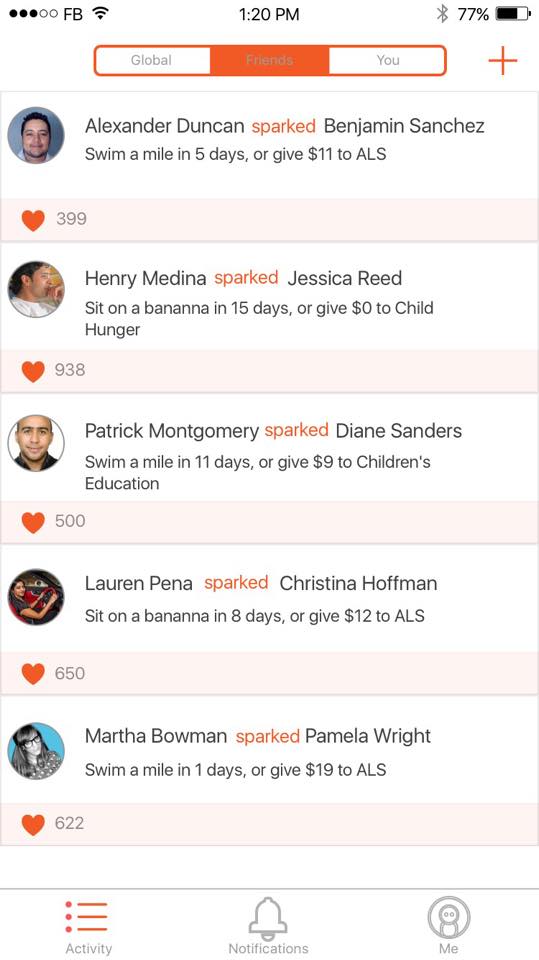 FB 1:20 PM 77%
Global Friends You
Alexander Duncan sparked Benjamin Sanchez
Swim a mile in 5 days, or give $11 to ALS
399
Henry Medina sparked Jessica Reed
Sit on a bananna in 15 days, or give $0 to Child
Hunger
938
Patrick Montgomery sparked Diane Sanders
Swim a mile in 11 days, or give $9 to Children's
Education
500
Lauren Pena sparked Christina Hoffman
Sit on a bananna in 8 days, or give $12 to ALS
650
Martha Bowman sparked Pamela Wright
Swim a mile in 1 days, or give $19 to ALS
622
Activity Notifications Me